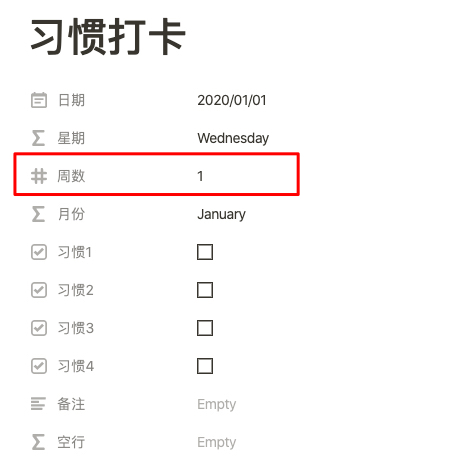 习惯打卡
日期 2020/01/01
星期 Wednesday
周数 1
月份 January
习惯1
习惯2
习惯3
习惯4
备注 Empty
空行 Empty